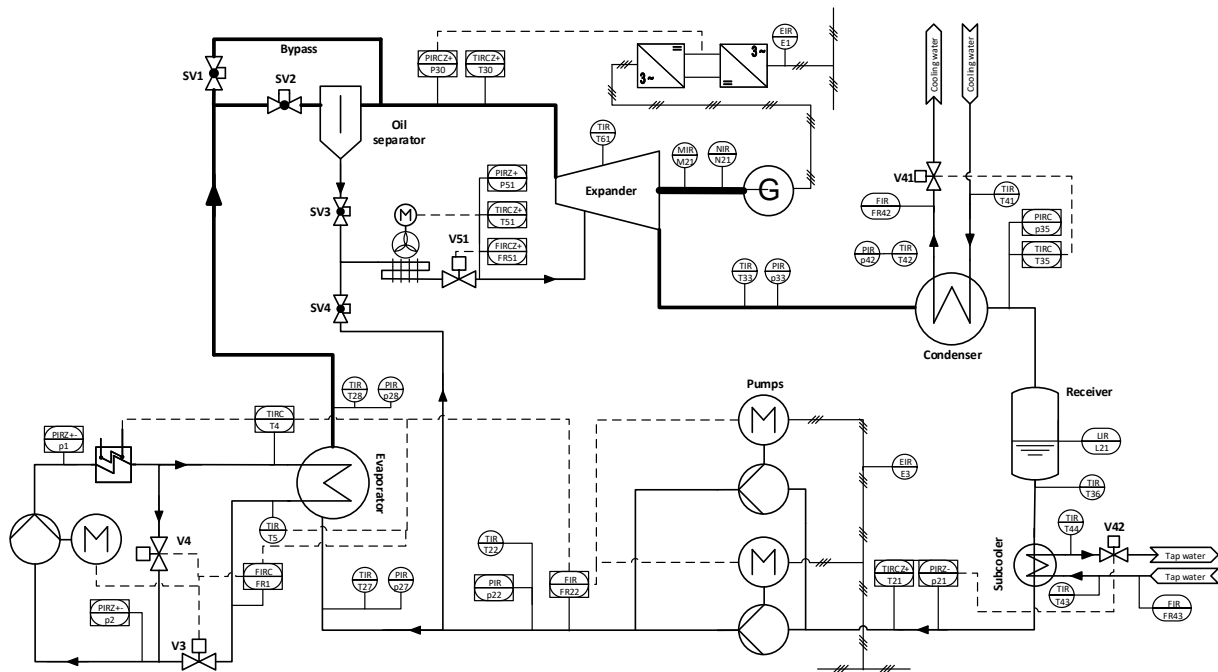 Bypass
SV1
SV2
Oil
separator
PIRCZ+
P30
TIRCZ+
T30
3~
=
3~
=
EIR
E1
Cooling water
Cooling water
TIR
T61
MIR
M21
NIR
N21
Expander
G
V41
FIR
FR42
TIR
T41
PIRC
p35
TIRC
T35
PIR
p42
TIR
T42
PIRZ+
P51
TIRCZ+
T51
FIRCZ+
FR51
M
V51
SV3
SV4
TIR
T33
PIR
p33
Condenser
Receiver
LIR
L21
TIR
T36
TIR
T28
PIR
p28
TIRC
T4
PIRZ+-
p1
Evaporator
Pumps
M
EIR
E3
M
V4
TIR
T5
FIRC
FR1
TIR
T22
PIR
p22
FIR
FR22
M
TIR
T27
PIR
p27
PIRZ+-
p2
V3
TIRCZ+
T21
PIRZ-
p21
Subcooler
TIR
T44
V42
Tap water
Tap water
TIR
T43
FIR
FR43